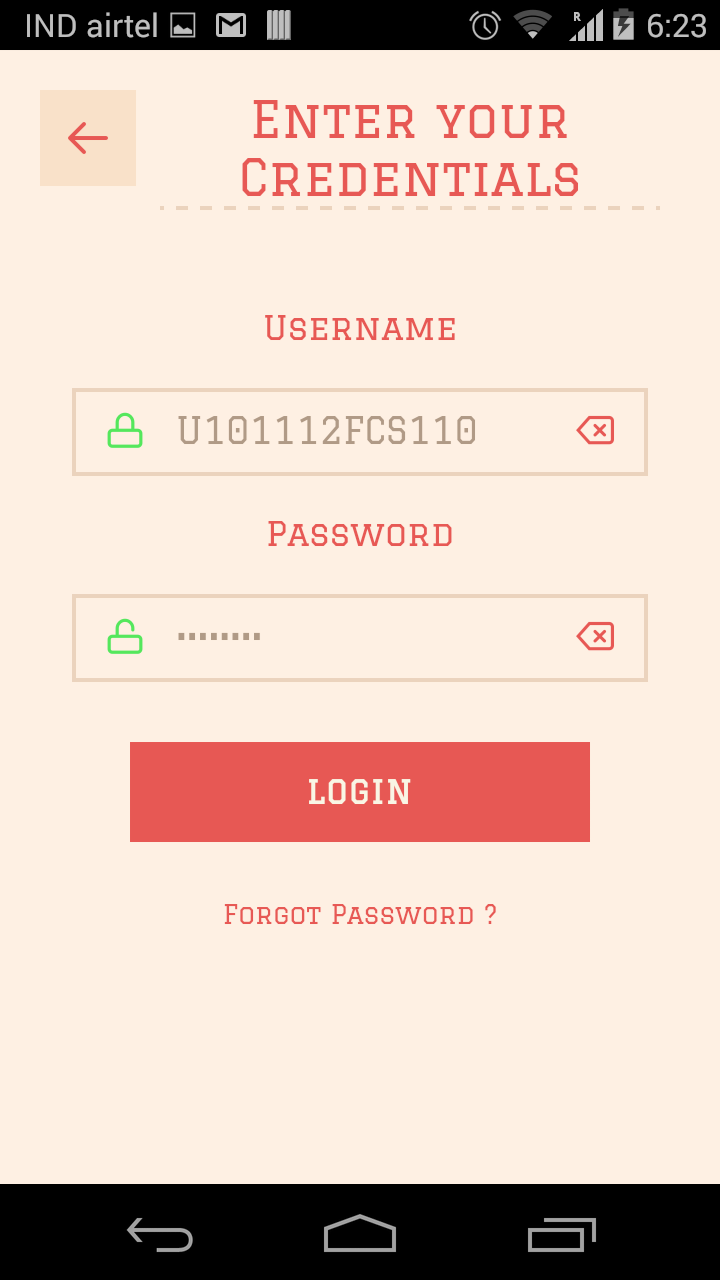 IND airtel R 6:23
Enter your
Credentials
Username
U101112FCS110
Password
••••••••
LOGIN
Forgot Password ?